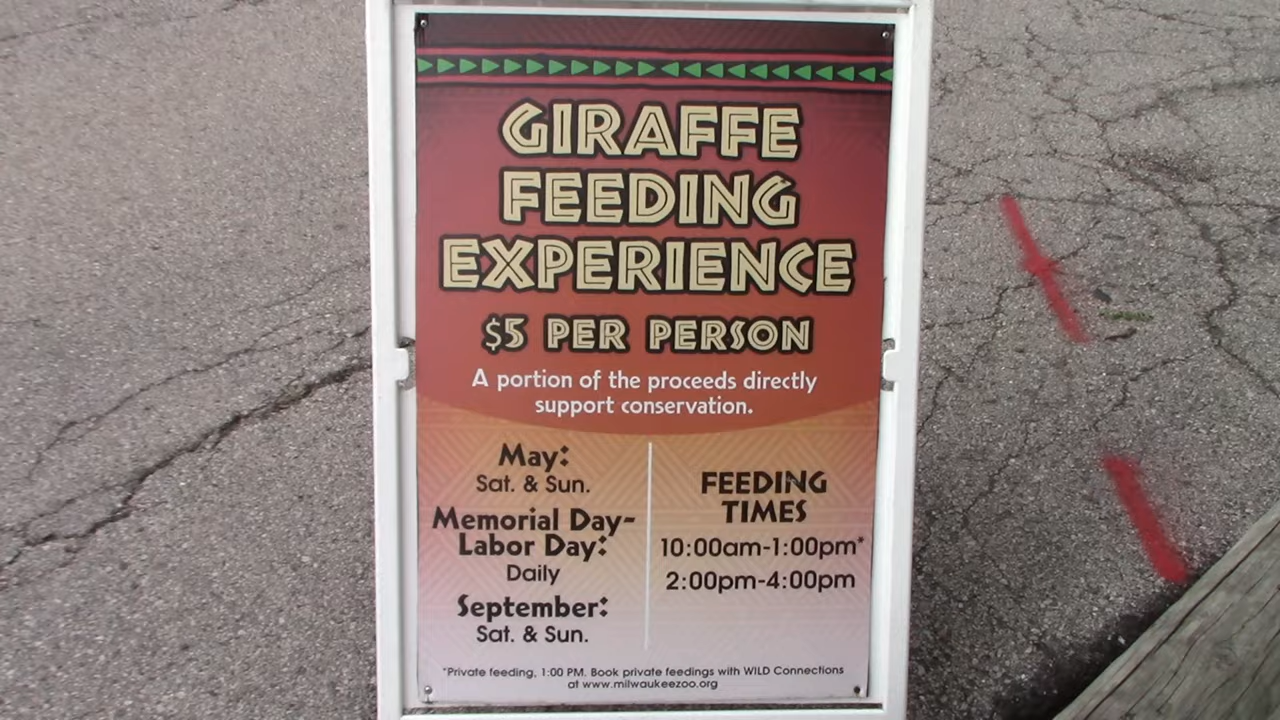 GIRAFFE
FEEDING
EXPERIENCE
$5 PER PERSON
A portion of the proceeds directly
support conservation.
May:
Sat. & Sun.
Memorial Day-
Labor Day:
Daily
September:
Sat. & Sun.
FEEDING
TIMES
10:00am-1:00pm*
2:00pm-4:00pm
*Private feeding, 1:00 PM. Book private feedings with WILD Connections
at www.milwaukeezoo.org